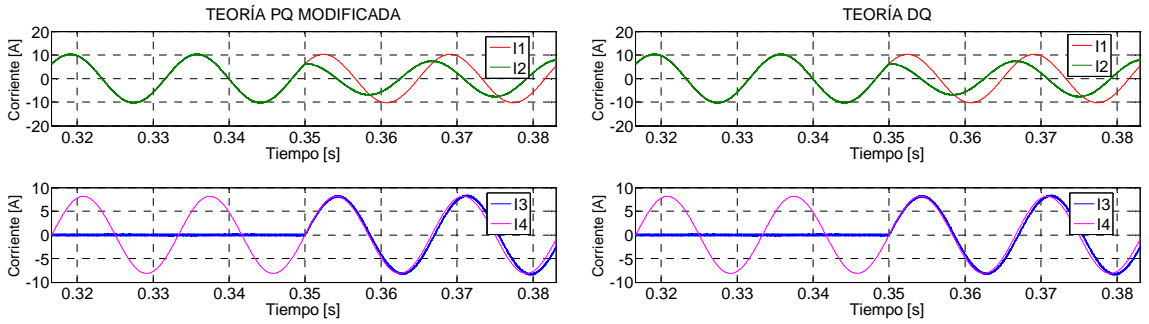 TEORÍA PQ MODIFICADA
Corriente [A]
20
10
0
-10
-20
I1
I2
0.32 0.33 0.34 0.35 0.36 0.37 0.38
Tiempo [s]
Corriente [A]
10
5
0
-5
-10
I3
I4
0.32 0.33 0.34 0.35 0.36 0.37 0.38
Tiempo [s]
TEORÍA DQ
Corriente [A]
20
10
0
-10
-20
I1
I2
0.32 0.33 0.34 0.35 0.36 0.37 0.38
Tiempo [s]
Corriente [A]
10
5
0
-5
-10
I3
I4
0.32 0.33 0.34 0.35 0.36 0.37 0.38
Tiempo [s]